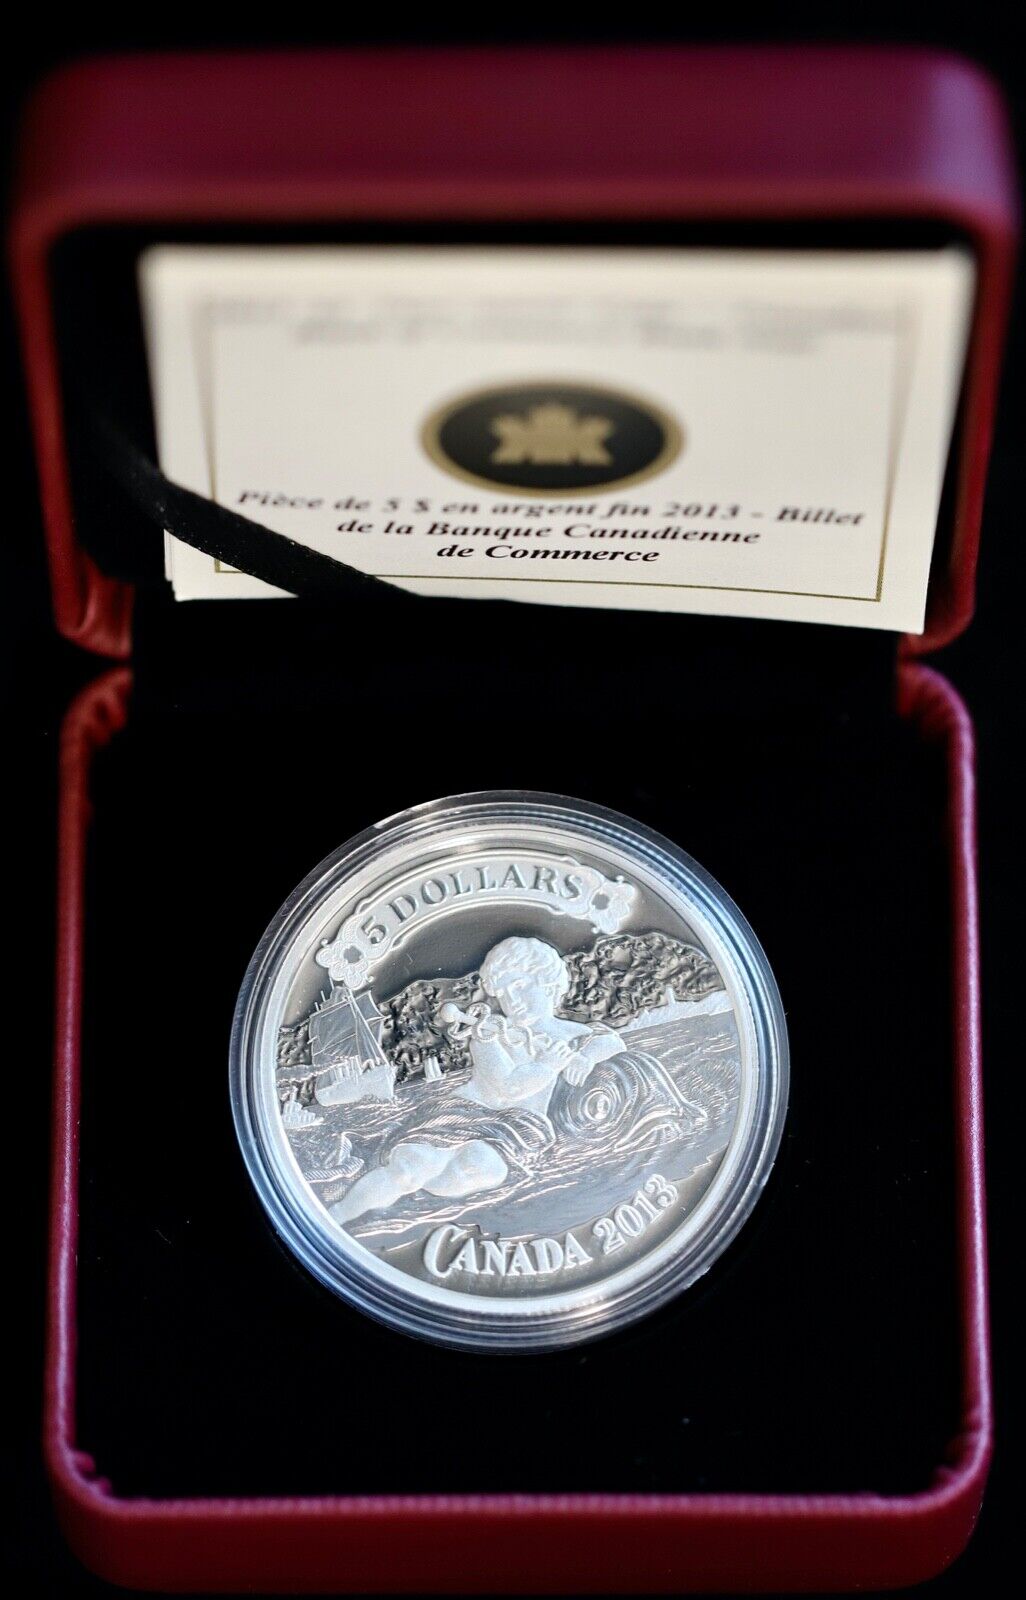 Pièce de 5 $ en argent fin 2013 - Billet
de la Banque Canadienne
de Commerce
5 DOLLARS
CANADA 2013